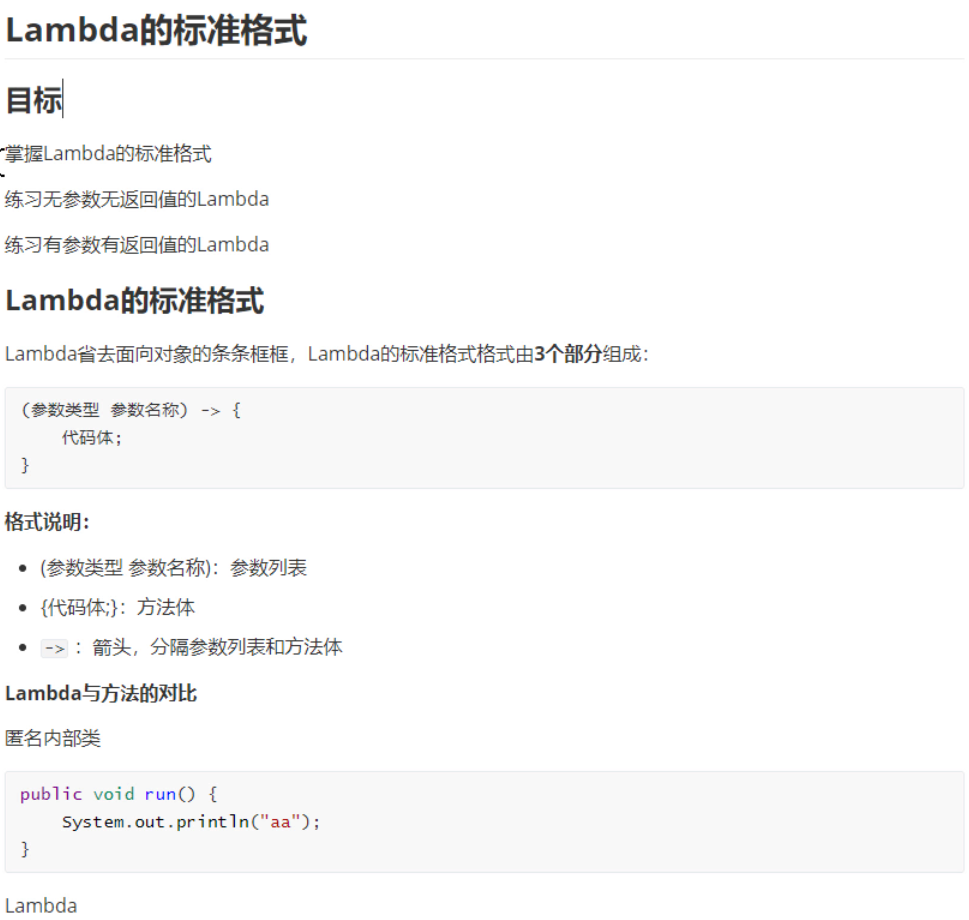 Lambda的标准格式
目标
掌握Lambda的标准格式
练习无参数无返回值的Lambda
练习有参数有返回值的Lambda
Lambda的标准格式
Lambda省去面向对象的条条框框，Lambda的标准格式格式由3个部分组成：
(参数类型 参数名称) -> {
    代码体;
}
格式说明：
• (参数类型 参数名称)：参数列表
• {代码体;}：方法体
• -> ：箭头，分隔参数列表和方法体
Lambda与方法的对比
匿名内部类
public void run() {
    System.out.println("aa");
}
Lambda